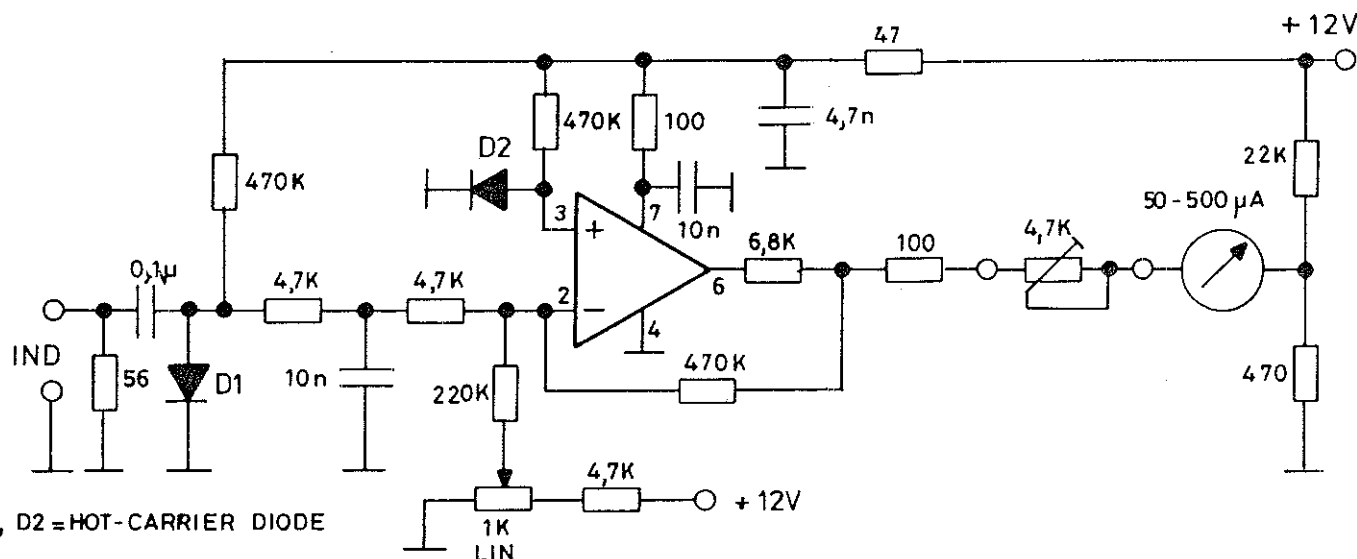 + 12V
47
470K
100
4,7n
D2
22K
470K
3
7
10n
50-500 µA
+
0,1µ
4,7K
4,7K
6,8K
100
4,7K
2
6
−
4
IND
56
D1
10n
220K
470K
470
4,7K
+ 12V
1K
LIN
, D2 = HOT-CARRIER DIODE